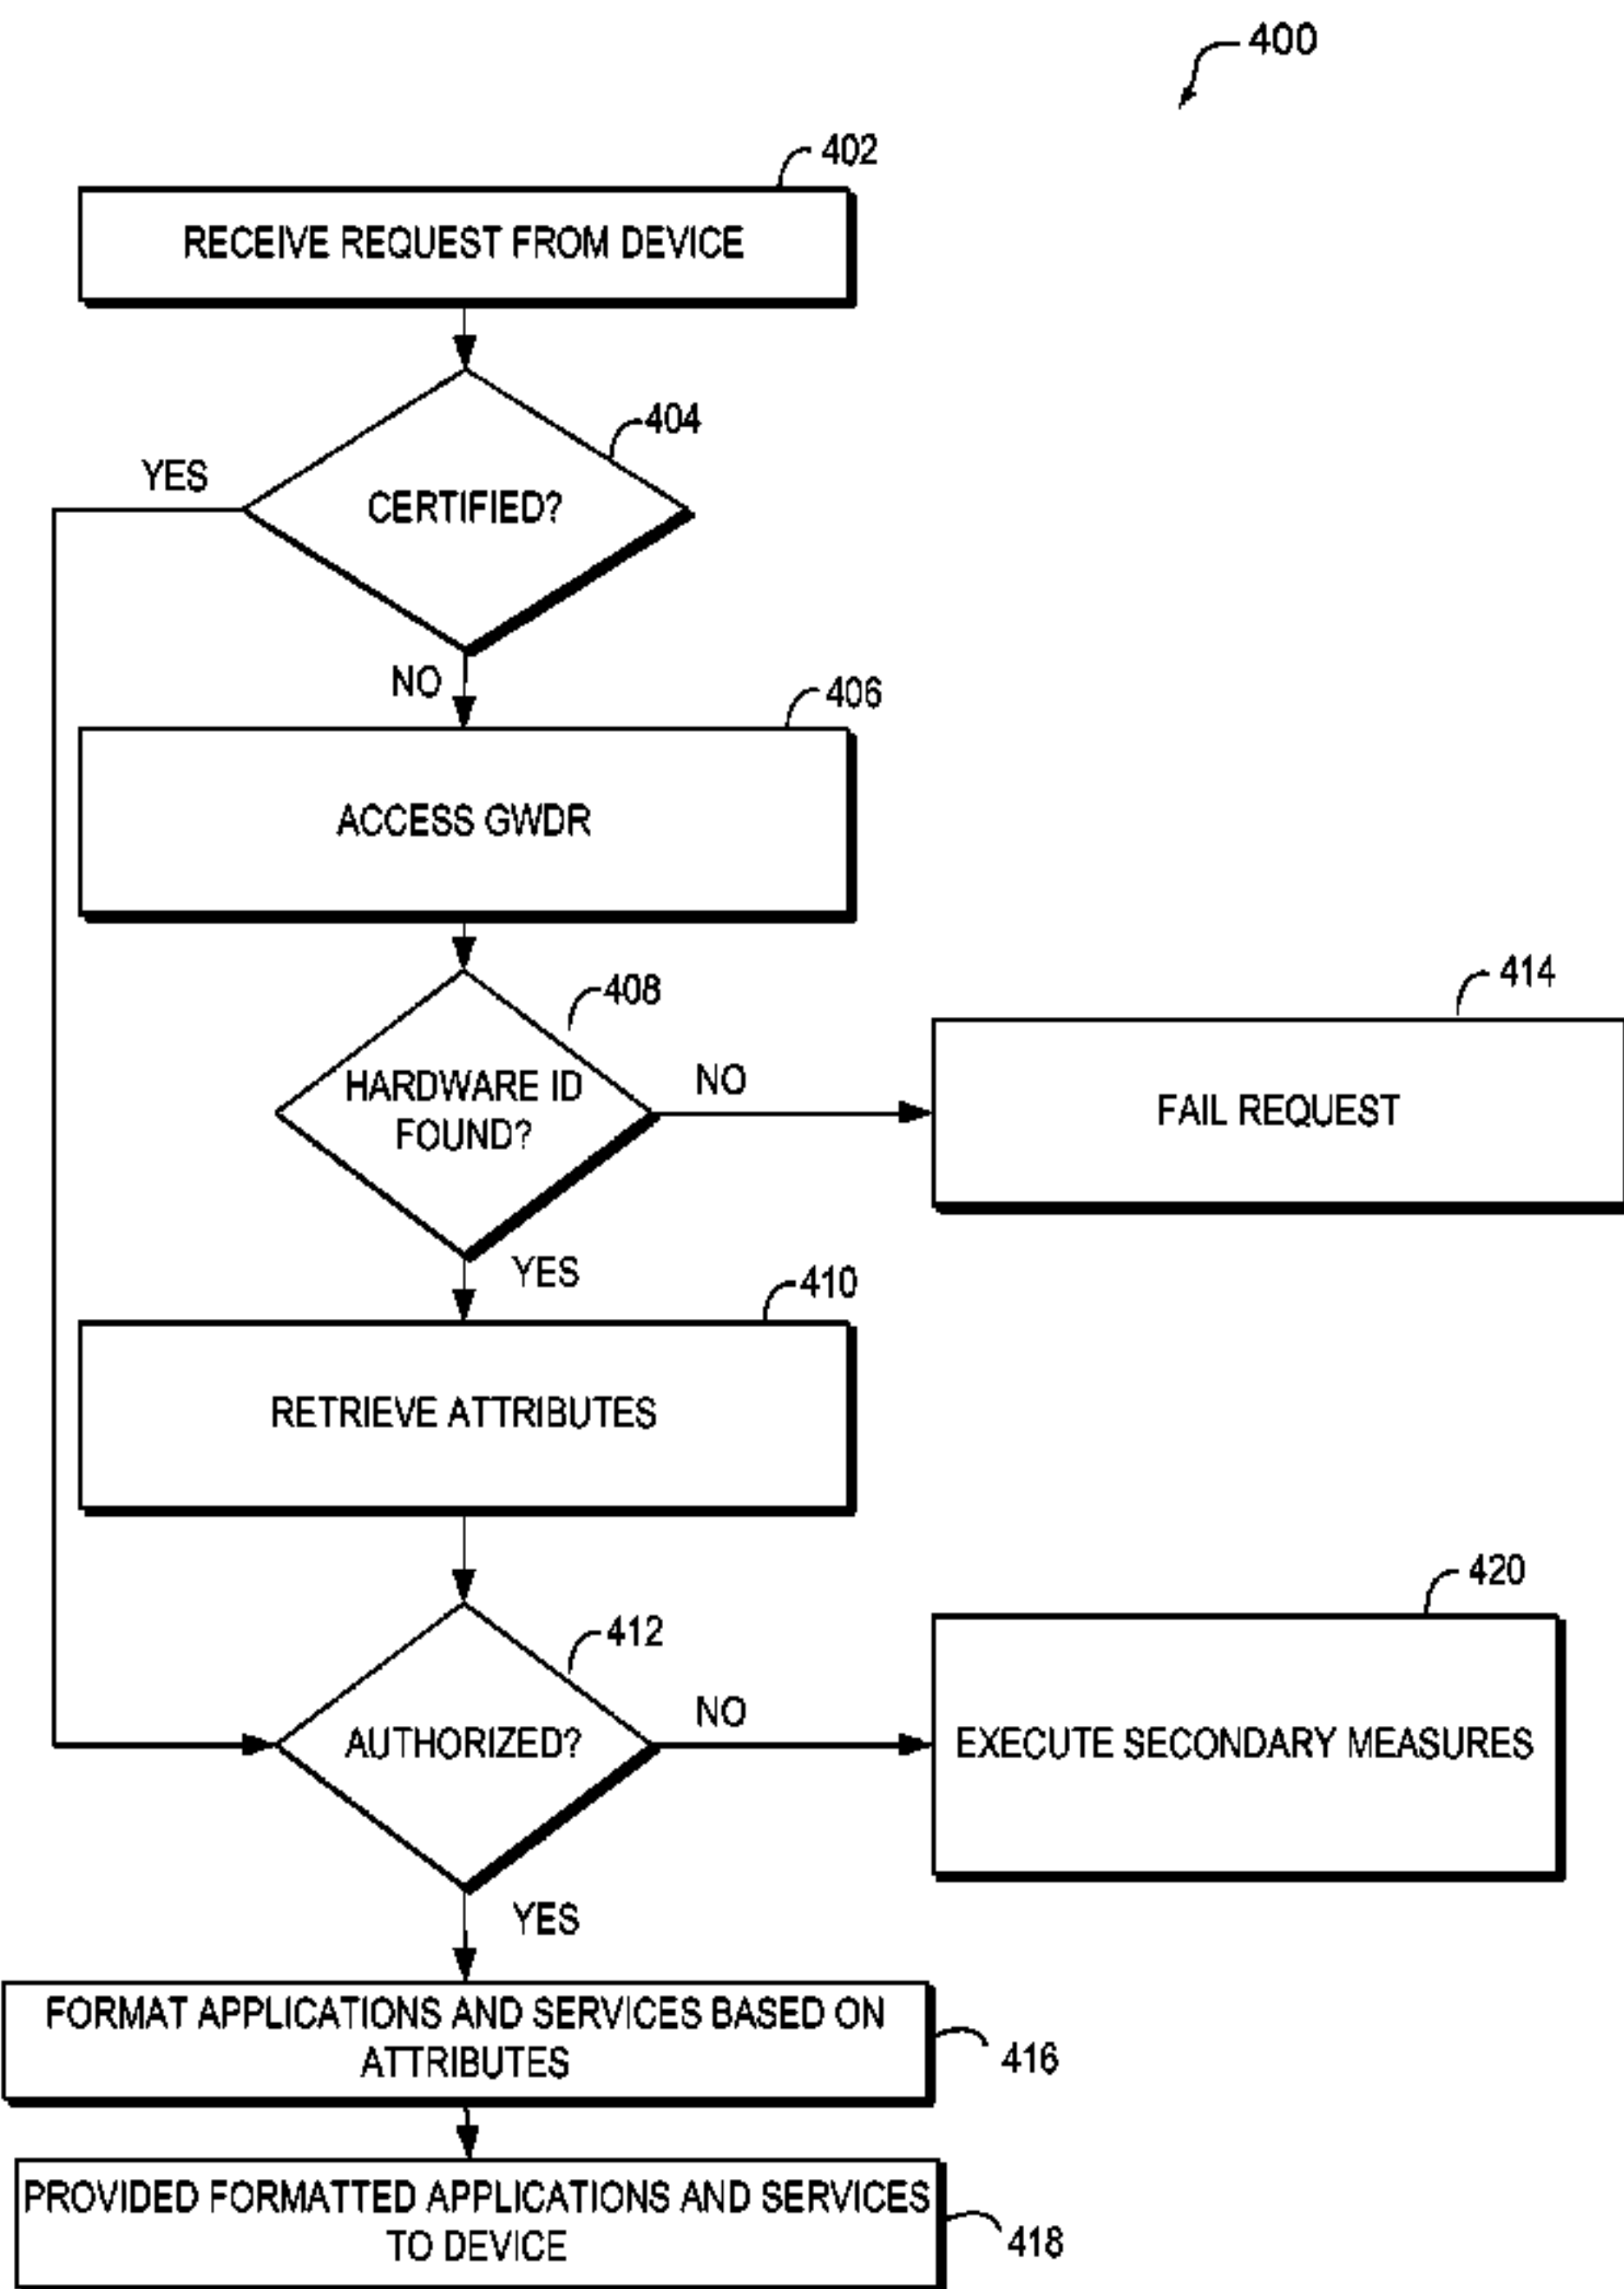 400
402
RECEIVE REQUEST FROM DEVICE
404
YES
CERTIFIED?
NO
406
ACCESS GWDR
408
HARDWARE ID
FOUND?
NO
414
FAIL REQUEST
YES
410
RETRIEVE ATTRIBUTES
412
AUTHORIZED?
NO
420
EXECUTE SECONDARY MEASURES
YES
FORMAT APPLICATIONS AND SERVICES BASED ON
ATTRIBUTES
416
PROVIDED FORMATTED APPLICATIONS AND SERVICES
TO DEVICE
418